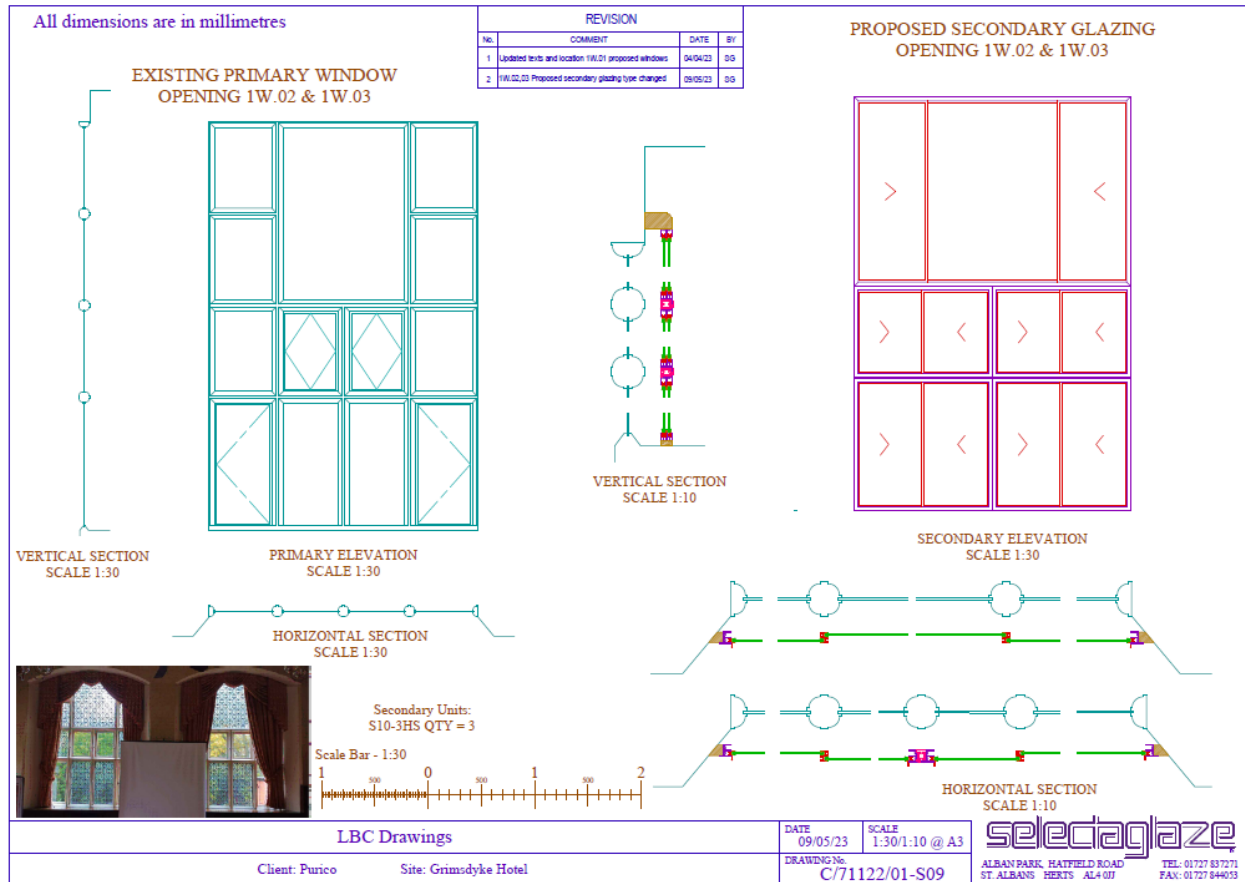 All dimensions are in millimetres
REVISION
No. COMMENT DATE BY
1 Updated texts and location 1W.01 proposed windows 04/04/23 SG
2 1W.02,03 Proposed secondary glazing type changed 09/05/23 SG
PROPOSED SECONDARY GLAZING
OPENING 1W.02 & 1W.03
EXISTING PRIMARY WINDOW
OPENING 1W.02 & 1W.03
VERTICAL SECTION
SCALE 1:10
VERTICAL SECTION
SCALE 1:30
PRIMARY ELEVATION
SCALE 1:30
SECONDARY ELEVATION
SCALE 1:30
HORIZONTAL SECTION
SCALE 1:30
Secondary Units:
S10-3HS QTY = 3
Scale Bar - 1:30
1 500 0 500 1 500 2
HORIZONTAL SECTION
SCALE 1:10
LBC Drawings
Client: Purico Site: Grimsdyke Hotel
DATE
09/05/23
SCALE
1:30/1:10 @ A3
DRAWING No.
C/71122/01-S09
selectaglaze
ALBAN PARK, HATFIELD ROAD TEL: 01727 837271
ST. ALBANS HERTS AL4 0JJ FAX: 01727 844053